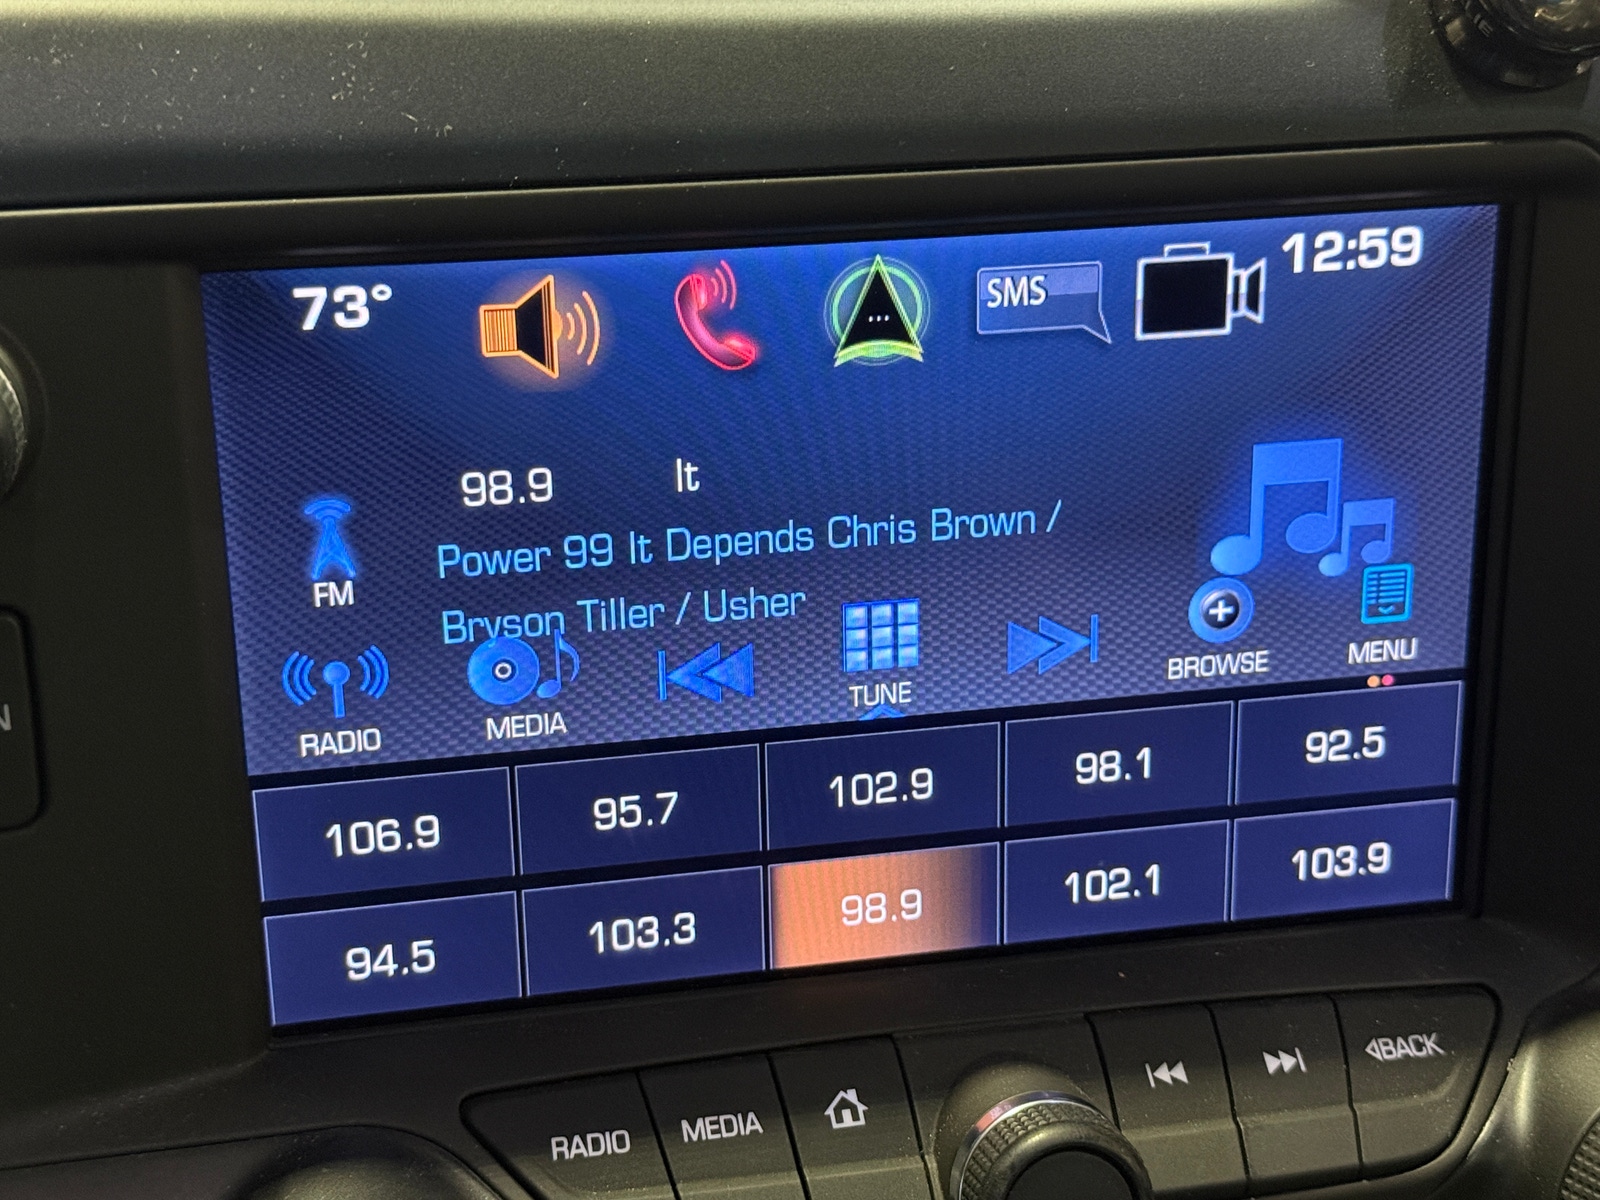 73° SMS 12:59
98.9 It
Power 99 It Depends Chris Brown /
Bryson Tiller / Usher
FM
RADIO MEDIA TUNE BROWSE MENU
106.9 95.7 102.9 98.1 92.5
94.5 103.3 98.9 102.1 103.9
RADIO MEDIA BACK